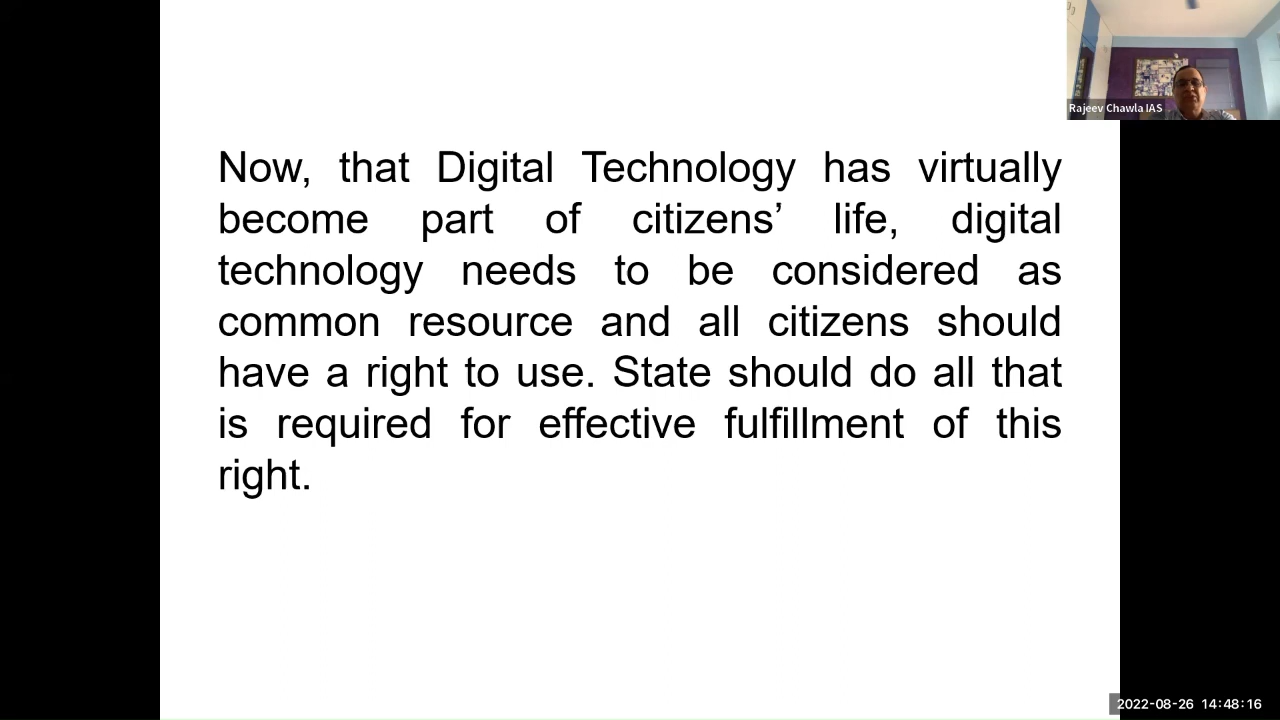 Rajeev Chawla IAS
Now, that Digital Technology has virtually
become part of citizens’ life, digital
technology needs to be considered as
common resource and all citizens should
have a right to use. State should do all that
is required for effective fulfillment of this
right.
2022-08-26 14:48:16